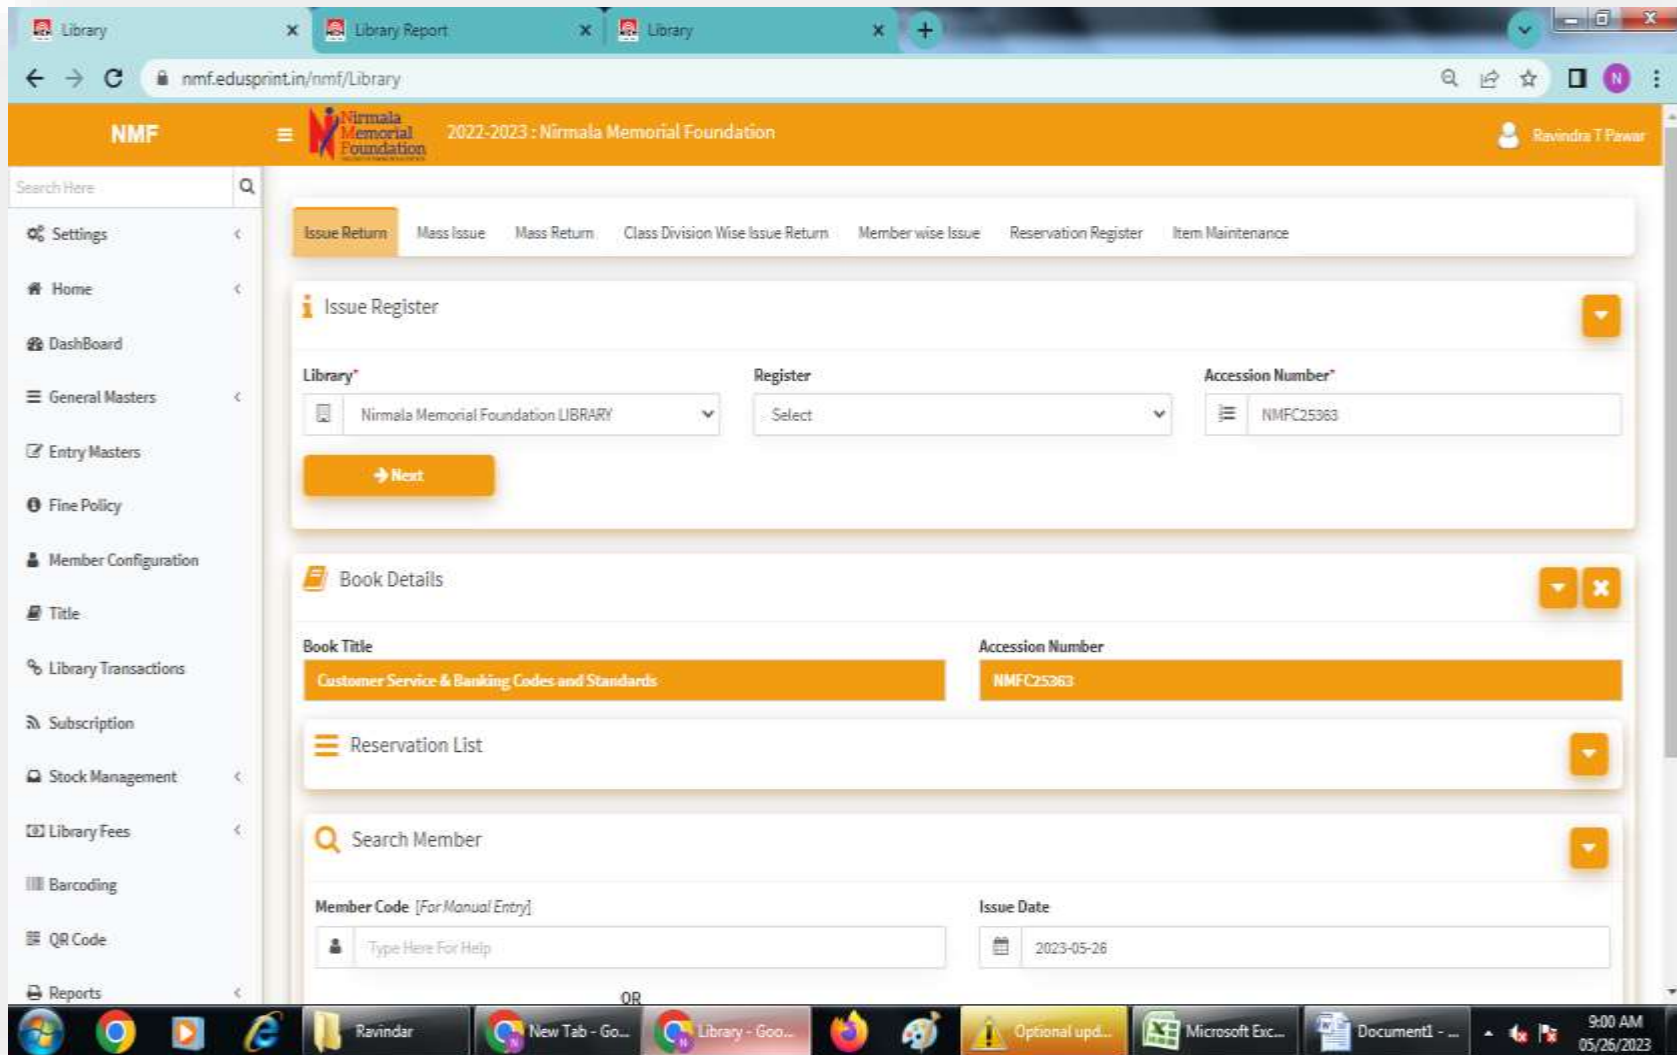 Library
Library Report
Library
nmf.edusprint.in/nmf/Library
N
NMF
Nirmala
Memorial
Foundation
2022-2023 : Nirmala Memorial Foundation
Ravindra T Pawar
Search Here
Settings
Home
DashBoard
General Masters
Entry Masters
Fine Policy
Member Configuration
Title
Library Transactions
Subscription
Stock Management
Library Fees
Barcoding
QR Code
Reports
Issue Return Mass Issue Mass Return Class Division Wise Issue Return Member wise Issue Reservation Register Item Maintenance
Issue Register
Library* Register Accession Number*
Nirmala Memorial Foundation LIBRARY Select NMFC25363
Next
Book Details
Book Title Accession Number
Customer Service & Banking Codes and Standards NMFC25363
Reservation List
Search Member
Member Code [For Manual Entry] Issue Date
Type Here For Help 2023-05-26
OR
Ravindar New Tab - Go... Library - Goo... Optional upd... Microsoft Exc... Document1 - ... 9:00 AM
05/26/2023